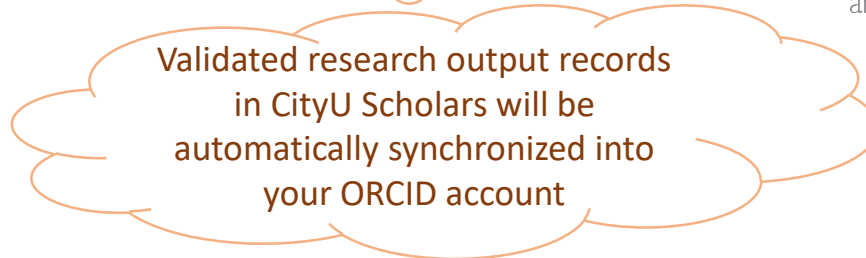 Validated research output records
in CityU Scholars will be
automatically synchronized into
your ORCID account